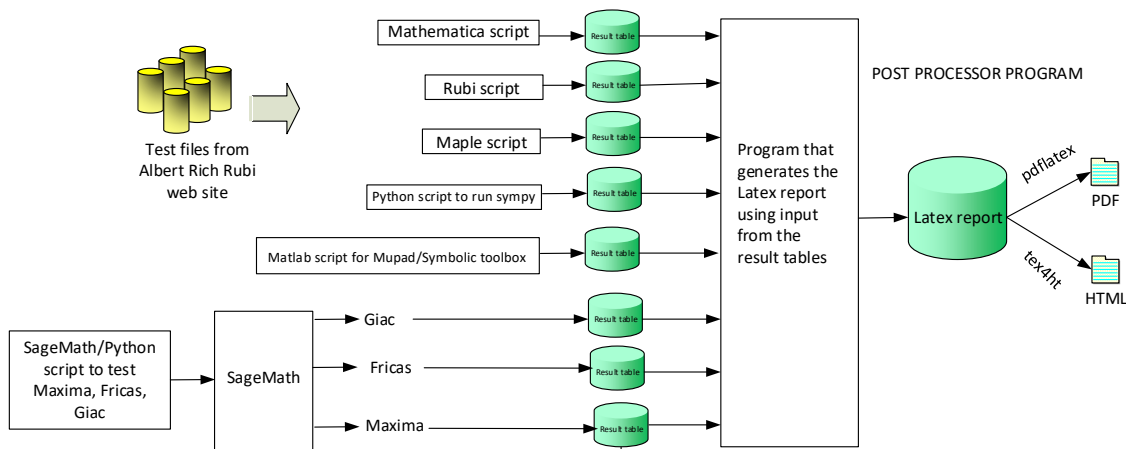 Mathematica script
Result table
Rubi script
Result table
POST PROCESSOR PROGRAM
Test files from
Albert Rich Rubi
web site
Maple script
Result table
Program that
generates the
Latex report
using input
from the
result tables
Python script to run sympy
Result table
Matlab script for Mupad/Symbolic toolbox
Result table
Latex report
pdflatex
PDF
tex4ht
HTML
SageMath/Python
script to test
Maxima, Fricas,
Giac
SageMath
Giac
Result table
Fricas
Result table
Maxima
Result table